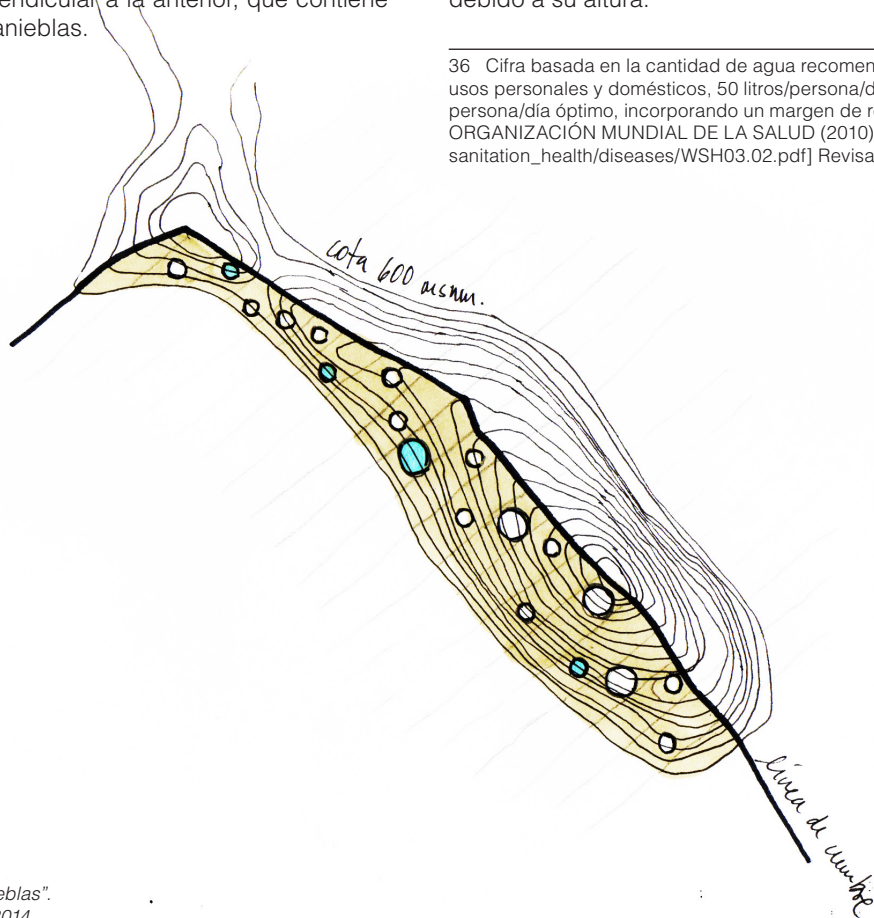 endicular a la anterior, que contiene
anieblas.
debido a su altura.
36 Cifra basada en la cantidad de agua recomen
usos personales y domésticos, 50 litros/persona/d
persona/día óptimo, incorporando un margen de r
ORGANIZACIÓN MUNDIAL DE LA SALUD (2010)
sanitation_health/diseases/WSH03.02.pdf] Revisa
cota 600 msnm.
línea de cumbre
eblas".
2014